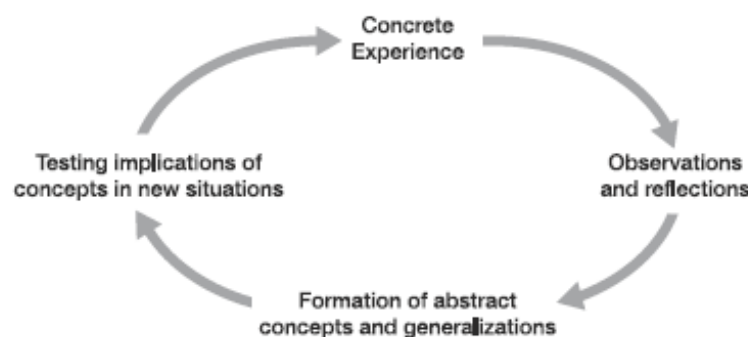 Concrete
Experience
Testing implications of
concepts in new situations
Observations
and reflections
Formation of abstract
concepts and generalizations